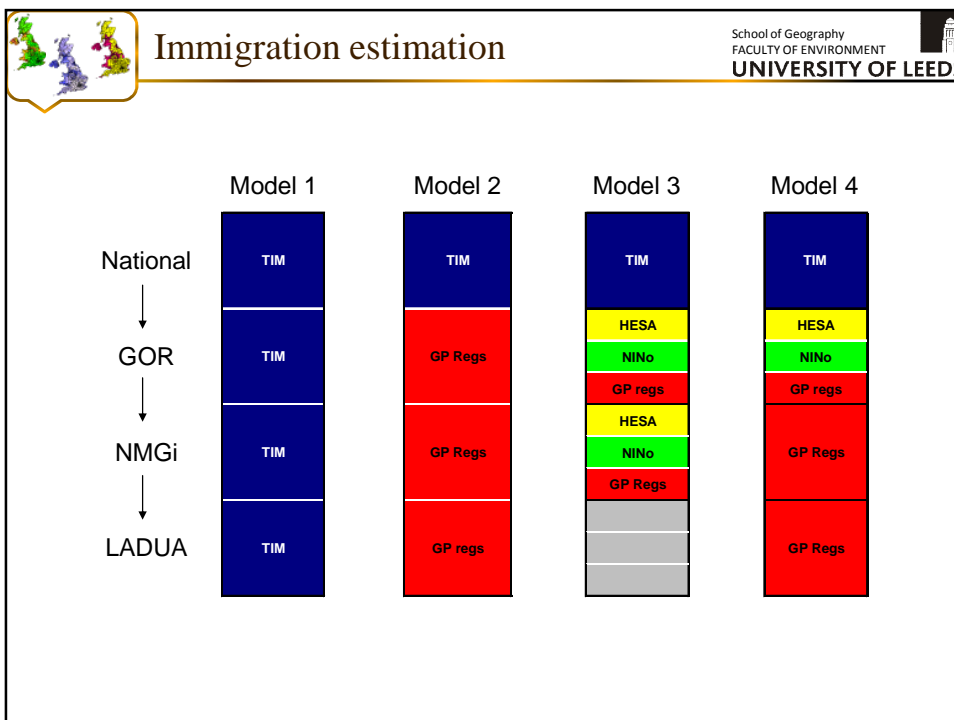 Immigration estimation
School of Geography
FACULTY OF ENVIRONMENT
UNIVERSITY OF LEEDS
Model 1 Model 2 Model 3 Model 4
National TIM TIM TIM TIM
HESA HESA
GOR TIM GP Regs NINo NINo
GP regs GP regs
HESA
NMGi TIM GP Regs NINo GP Regs
GP Regs
LADUA TIM GP regs GP Regs